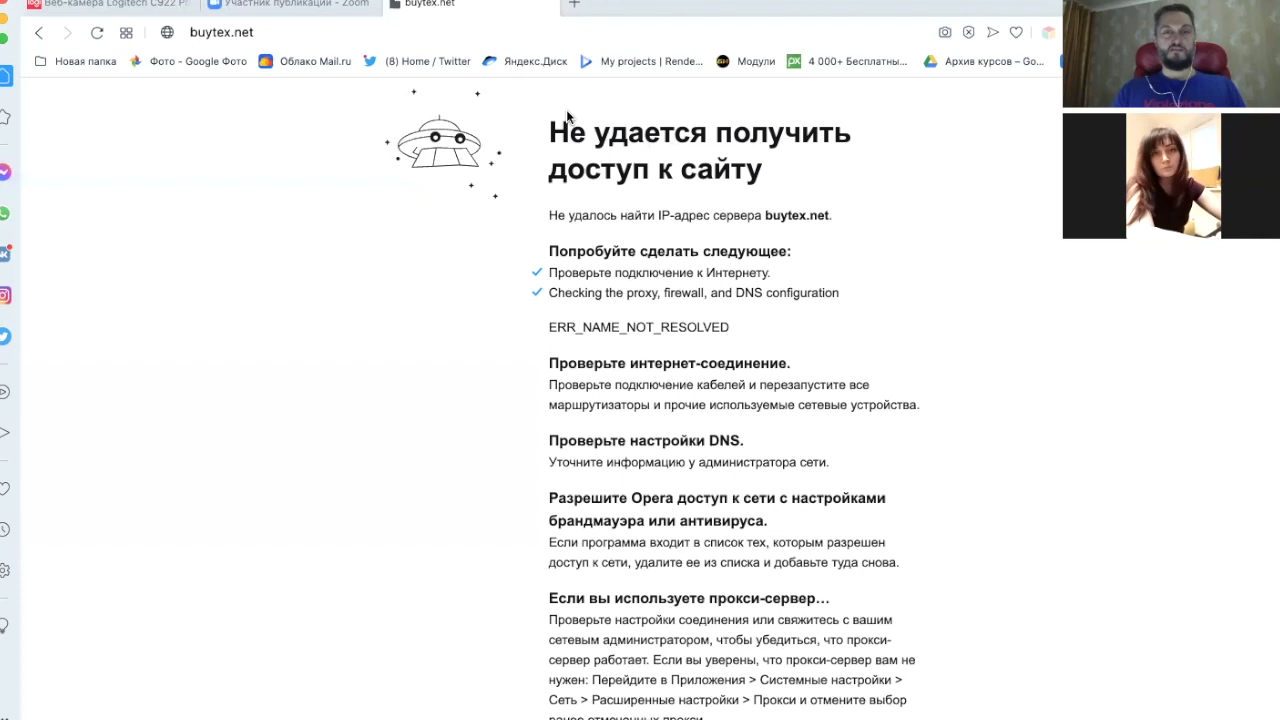 Веб-камера Logitech C922 Pr
Участник публикации - Zoom
buytex.net
buytex.net
Новая папка
Фото - Google Фото
Облако Mail.ru
(8) Home / Twitter
Яндекс.Диск
My projects | Rende...
Модули
4 000+ Бесплатны...
Архив курсов – Go...
Не удается получить
доступ к сайту
Не удалось найти IP-адрес сервера buytex.net.
Попробуйте сделать следующее:
Проверьте подключение к Интернету.
Checking the proxy, firewall, and DNS configuration
ERR_NAME_NOT_RESOLVED
Проверьте интернет-соединение.
Проверьте подключение кабелей и перезапустите все
маршрутизаторы и прочие используемые сетевые устройства.
Проверьте настройки DNS.
Уточните информацию у администратора сети.
Разрешите Opera доступ к сети с настройками
брандмауэра или антивируса.
Если программа входит в список тех, которым разрешен
доступ к сети, удалите ее из списка и добавьте туда снова.
Если вы используете прокси-сервер…
Проверьте настройки соединения или свяжитесь с вашим
сетевым администратором, чтобы убедиться, что прокси-
сервер работает. Если вы уверены, что прокси-сервер вам не
нужен: Перейдите в Приложения > Системные настройки >
Сеть > Расширенные настройки > Прокси и отмените выбор
ранее отмеченных прокси.